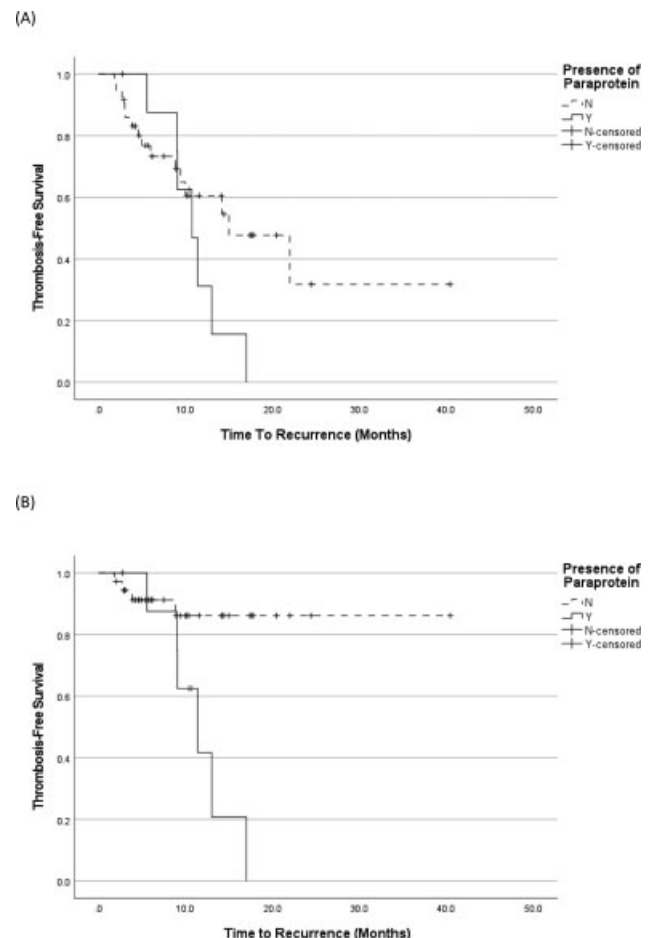 (A)
Presence of
Paraprotein
N
Y
N-censored
Y-censored
Thrombosis-Free Survival
1.0
0.8
0.6
0.4
0.2
0.0
.0 10.0 20.0 30.0 40.0 50.0
Time To Recurrence (Months)
(B)
Presence of
Paraprotein
N
Y
N-censored
Y-censored
Thrombosis-Free Survival
1.0
0.8
0.6
0.4
0.2
0.0
.0 10.0 20.0 30.0 40.0 50.0
Time to Recurrence (Months)